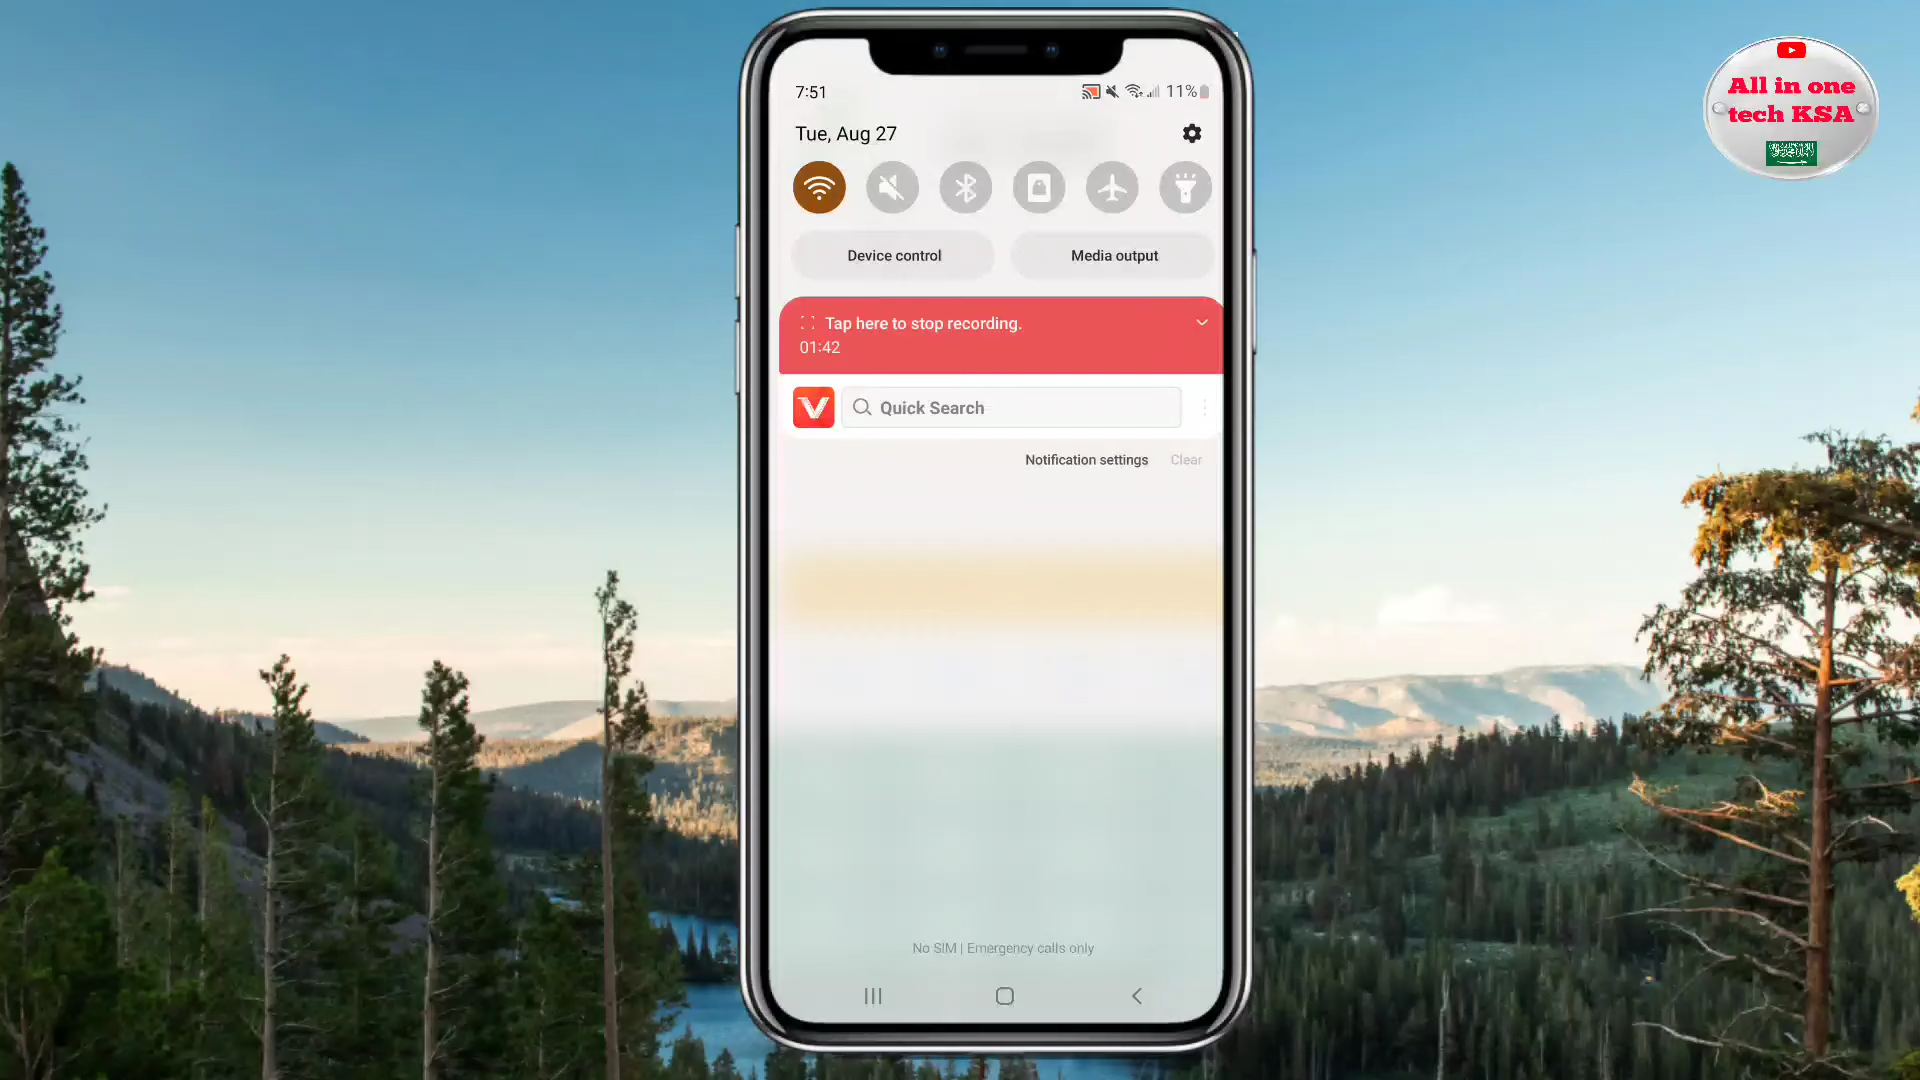 7:51
11%
Tue, Aug 27
Device control
Media output
Tap here to stop recording.
01:42
Quick Search
Notification settings
Clear
No SIM | Emergency calls only
All in one
tech KSA